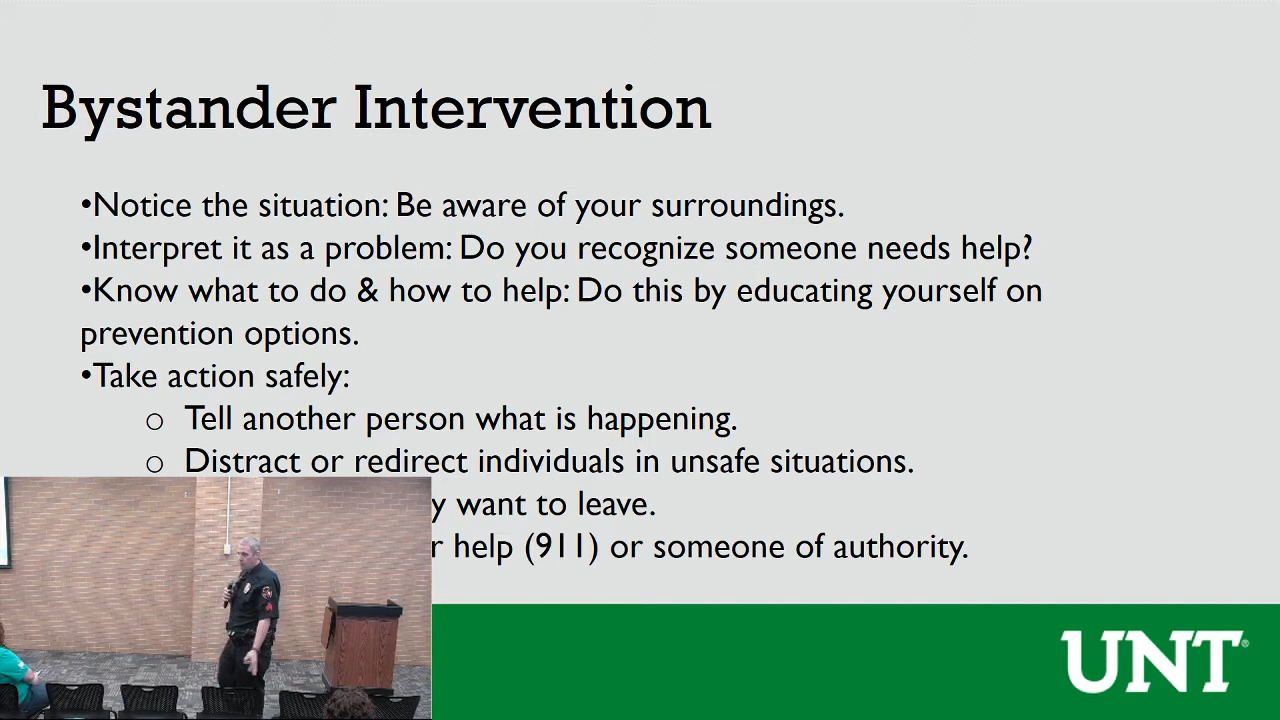 Bystander Intervention
•Notice the situation: Be aware of your surroundings.
•Interpret it as a problem: Do you recognize someone needs help?
•Know what to do & how to help: Do this by educating yourself on
prevention options.
•Take action safely:
o Tell another person what is happening.
o Distract or redirect individuals in unsafe situations.
want to leave.
help (911) or someone of authority.
UNT®